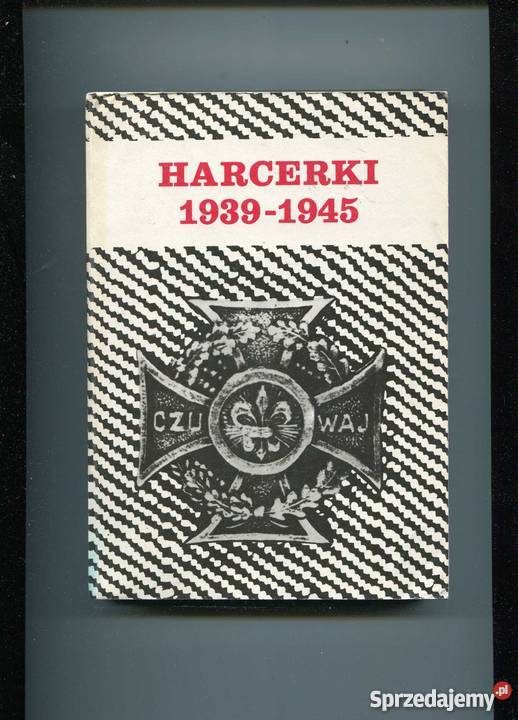 HARCERKI
1939-1945
CZU WAJ
Sprzedajemy.pl